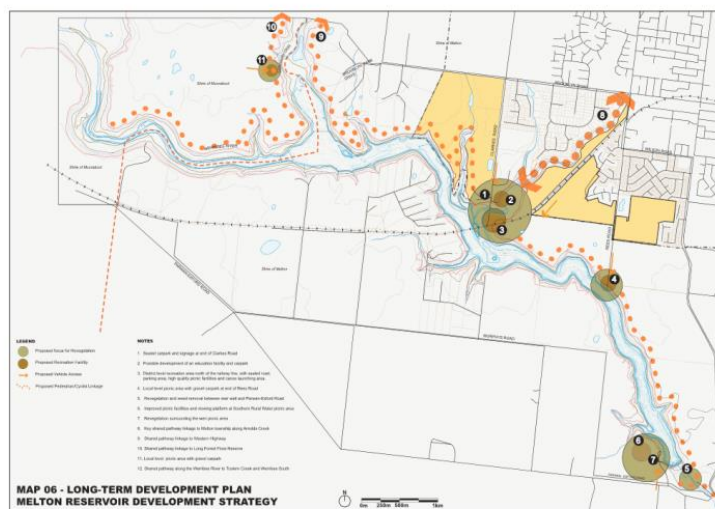 10
9
11
Shire of Melton
Shire of Moorabool
8
1
2
3
Shire of Moorabool
Shire of Melton
4
6
7
5
LEGEND
Proposed focus for Revegetation
Proposed Recreation Facility
Proposed Vehicle Access
Proposed Pedestrian/Cyclist Linkage
NOTES
1 Sealed carpark and signage at end of Clarkes Road
2 Possible development of an education facility and carpark
3 District level recreation area north of the railway line, with sealed road,
parking area, high quality picnic facilities and canoe launching area.
4 Local level picnic area with gravel carpark at end of Rees Road
5 Revegetation and weed removal between rear wall and Parwan-Exford Road
6 Improved picnic facilities and viewing platform at Southern Rural Water picnic area
7 Revegetation surrounding the weir picnic area
8 Key shared pathway linkage to Melton township along Arnolds Creek
9 Shared pathway linkage to Western Highway
10 Shared pathway linkage to Long Forest Flora Reserve
11 Local level picnic area with gravel carpark
12 Shared pathway along the Werribee River to Toolern Creek and Werribee South
MAP 06 - LONG-TERM DEVELOPMENT PLAN
MELTON RESERVOIR DEVELOPMENT STRATEGY
N
0m 250m 500m 1km